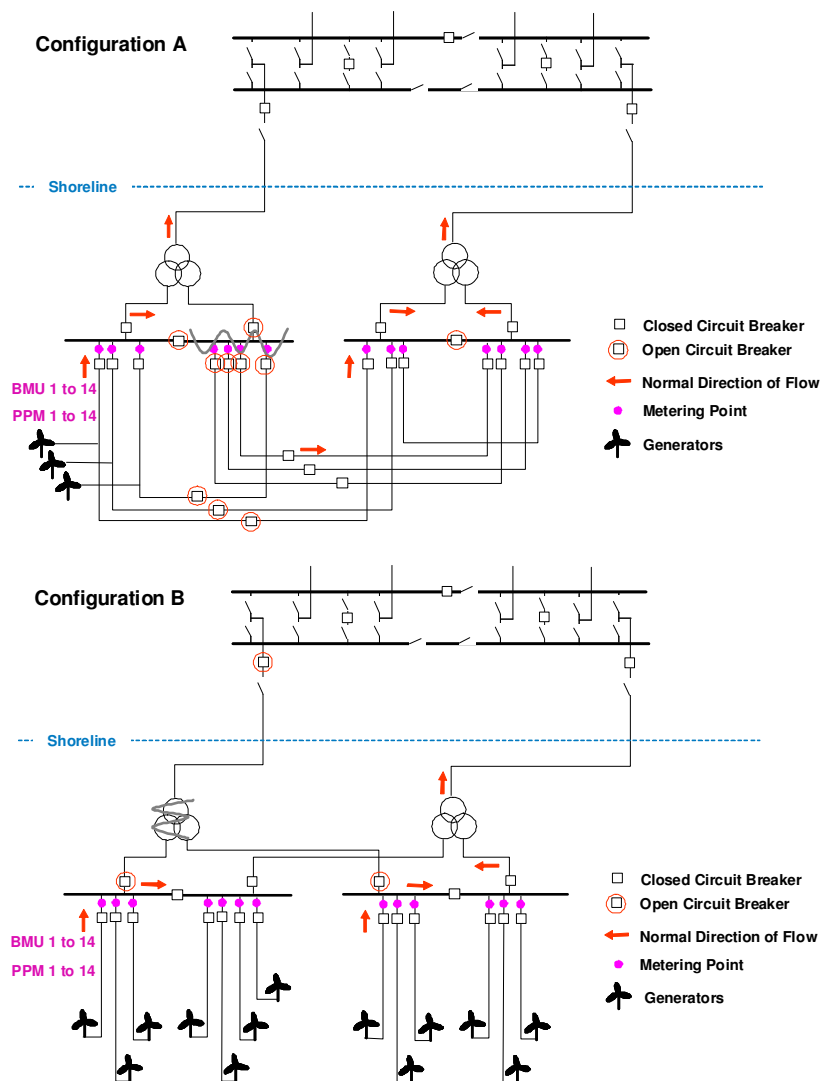 Configuration A
Shoreline
BMU 1 to 14
PPM 1 to 14
Closed Circuit Breaker
Open Circuit Breaker
Normal Direction of Flow
Metering Point
Generators
Configuration B
Shoreline
BMU 1 to 14
PPM 1 to 14
Closed Circuit Breaker
Open Circuit Breaker
Normal Direction of Flow
Metering Point
Generators